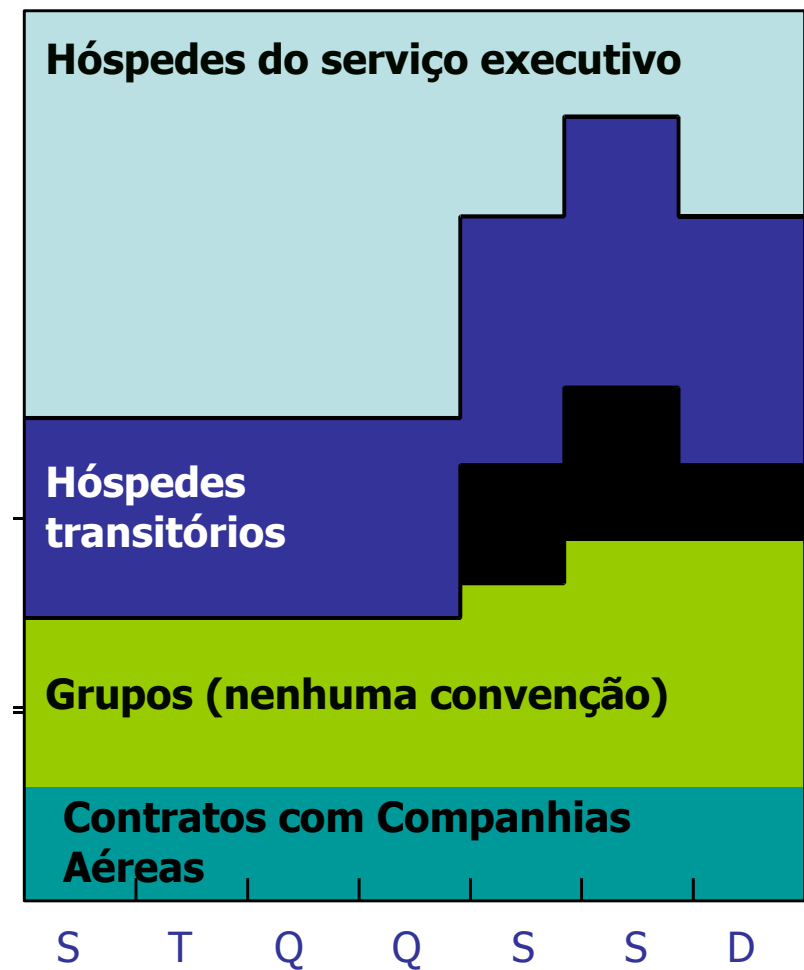 Hóspedes do serviço executivo
Hóspedes
transitórios
Grupos (nenhuma convenção)
Contratos com Companhias
Aéreas
S T Q Q S S D